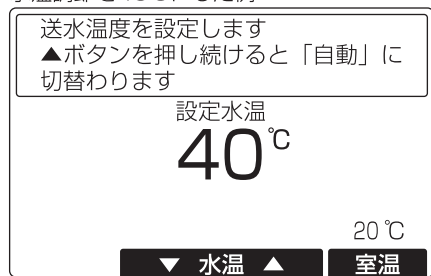 送水温度を設定します
▲ボタンを押し続けると「自動」に
切替わります
設定水温
40℃
20℃
▼ 水温 ▲ 室温